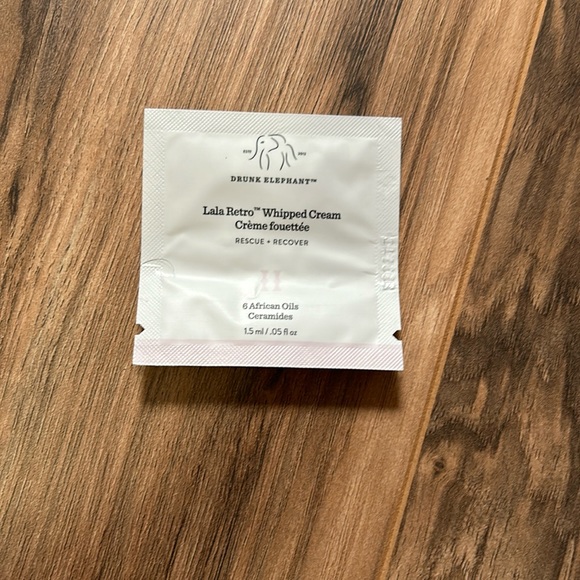 DRUNK ELEPHANT™
Lala Retro™ Whipped Cream
Crème fouettée
RESCUE + RECOVER
6 African Oils
Ceramides
1.5 ml / .05 fl oz